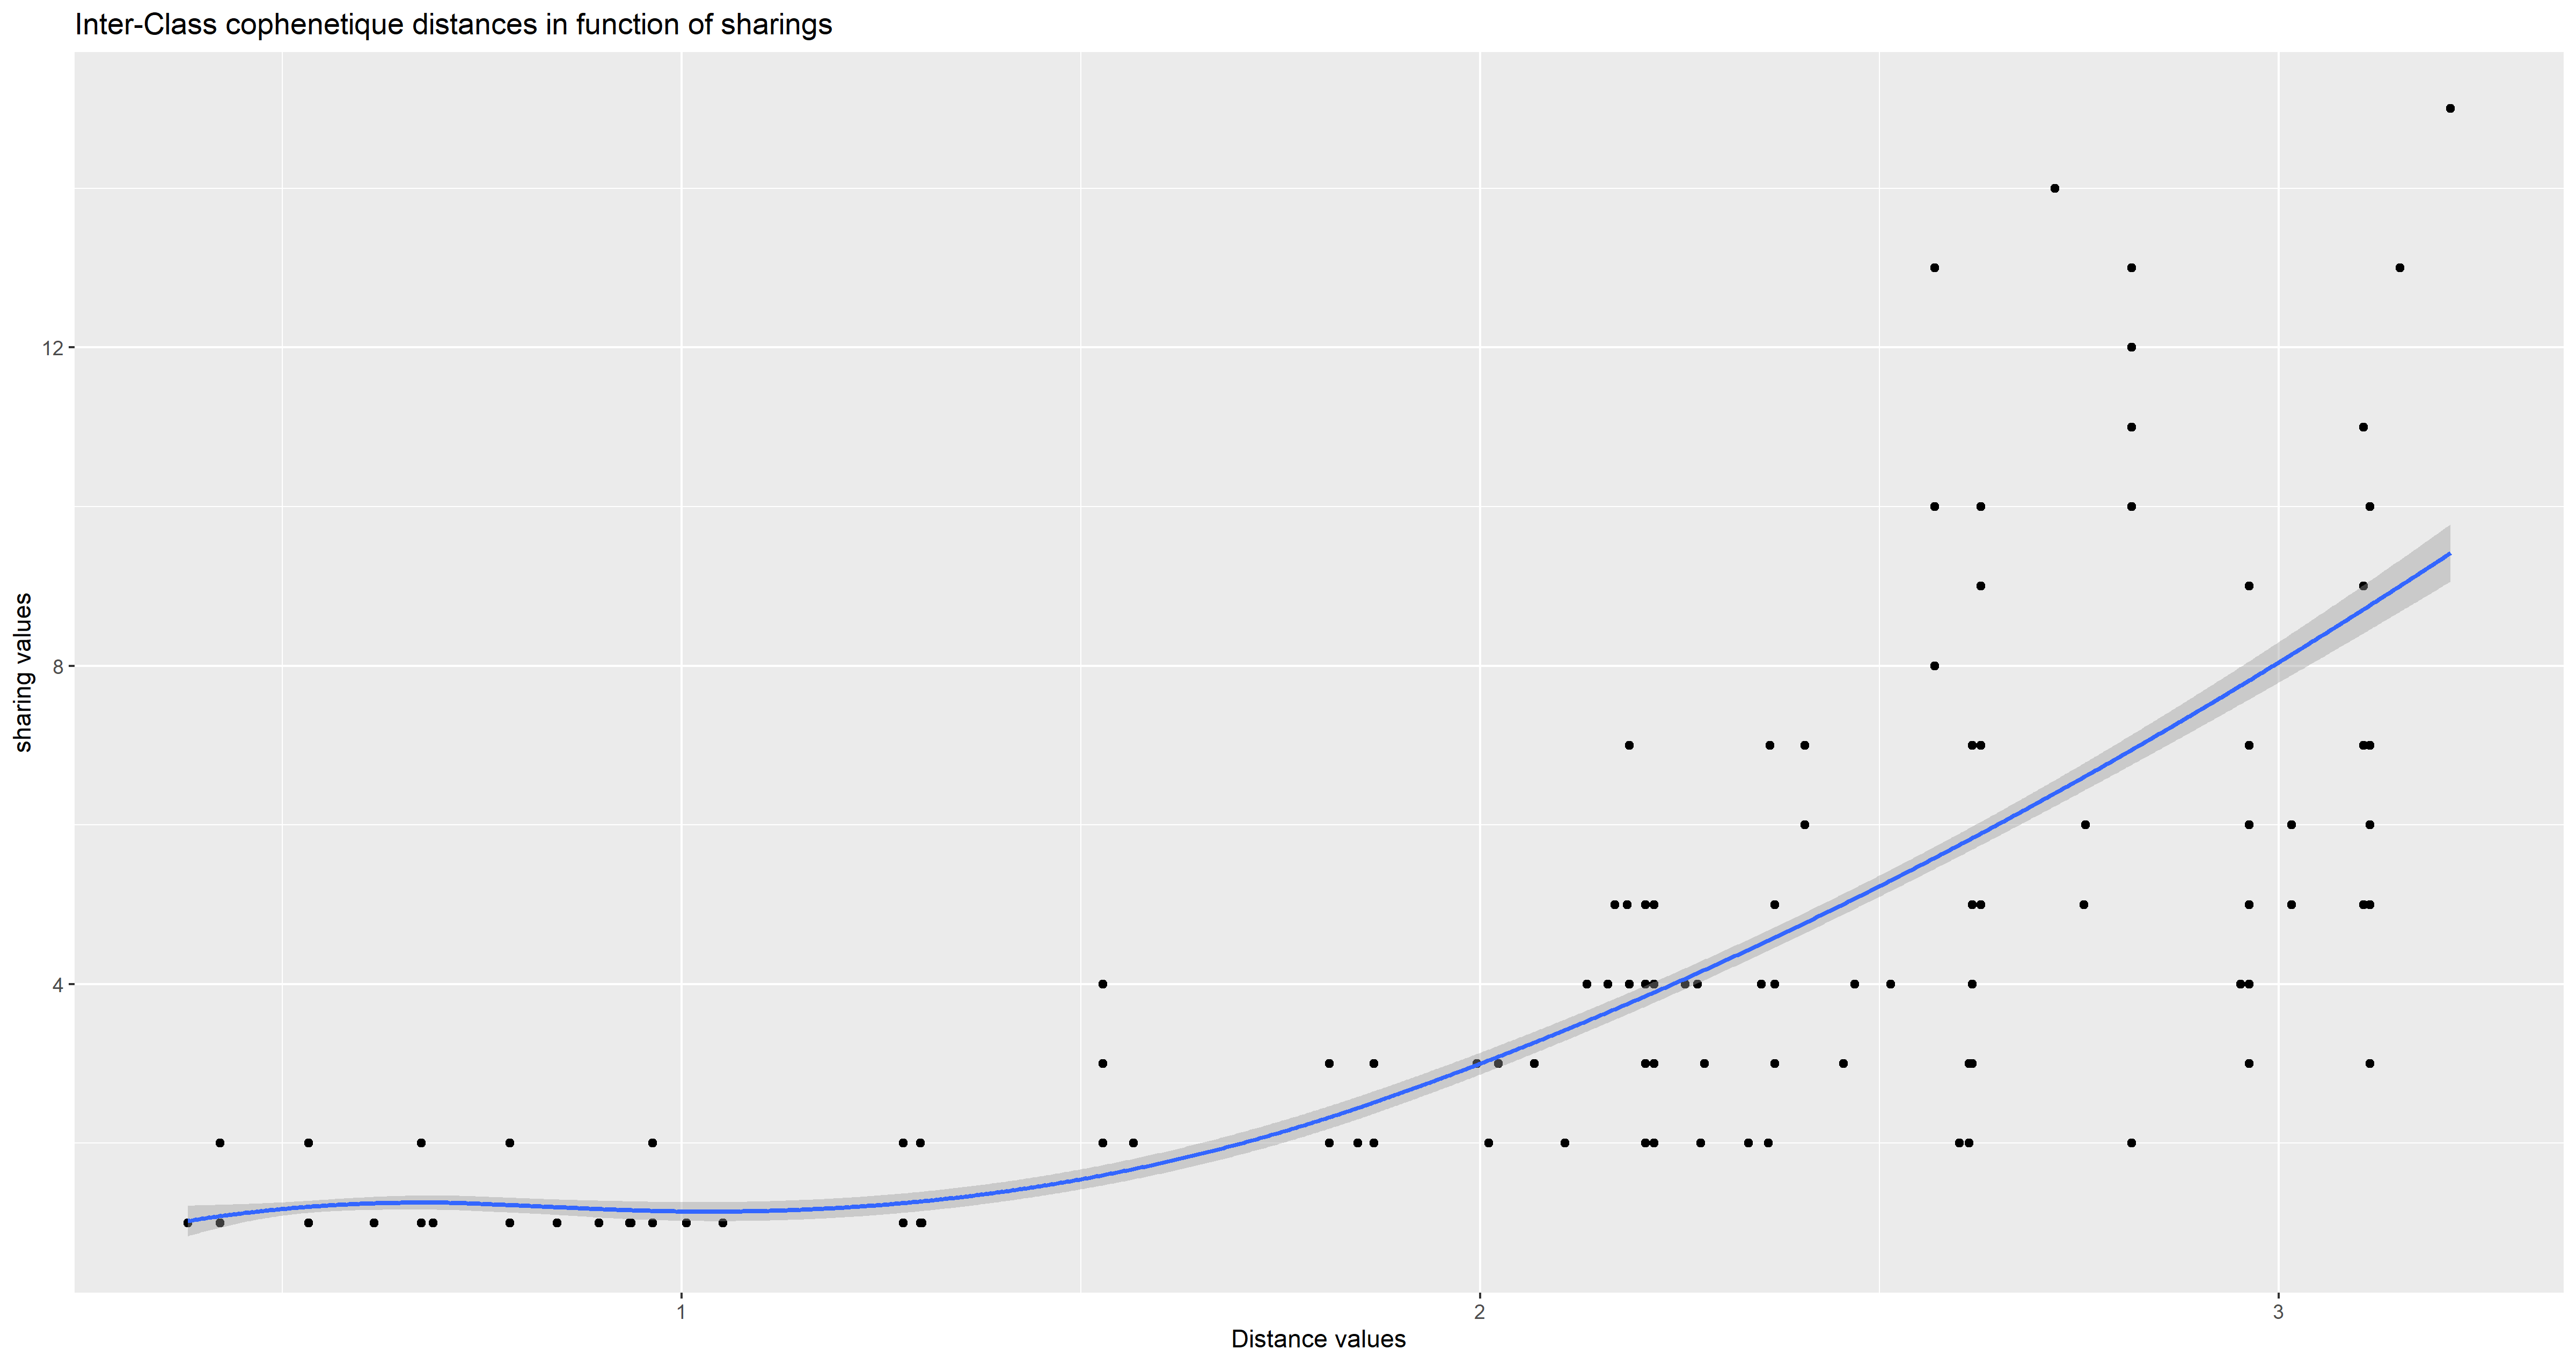 Inter-Class cophenetique distances in function of sharings
12
8
4
sharing values
1 2 3
Distance values